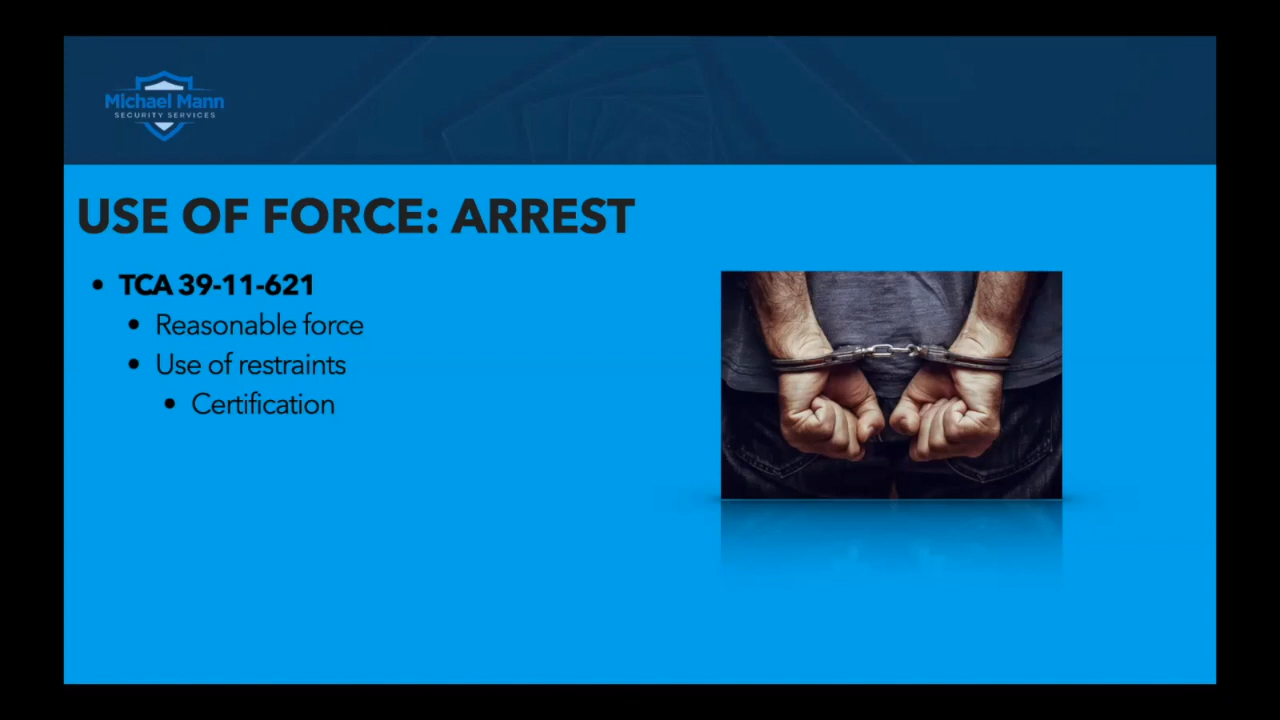 Michael Mann
SECURITY SERVICES
USE OF FORCE: ARREST
• TCA 39-11-621
• Reasonable force
• Use of restraints
• Certification